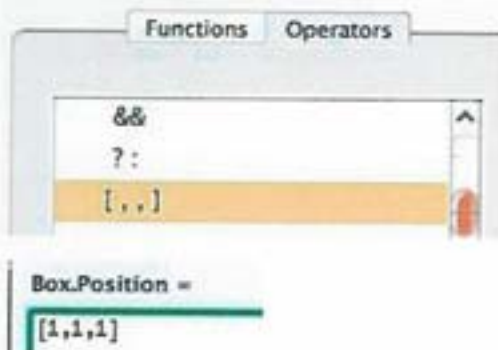 Functions Operators
&&
? :
[ , , ]
Box.Position =
[1,1,1]